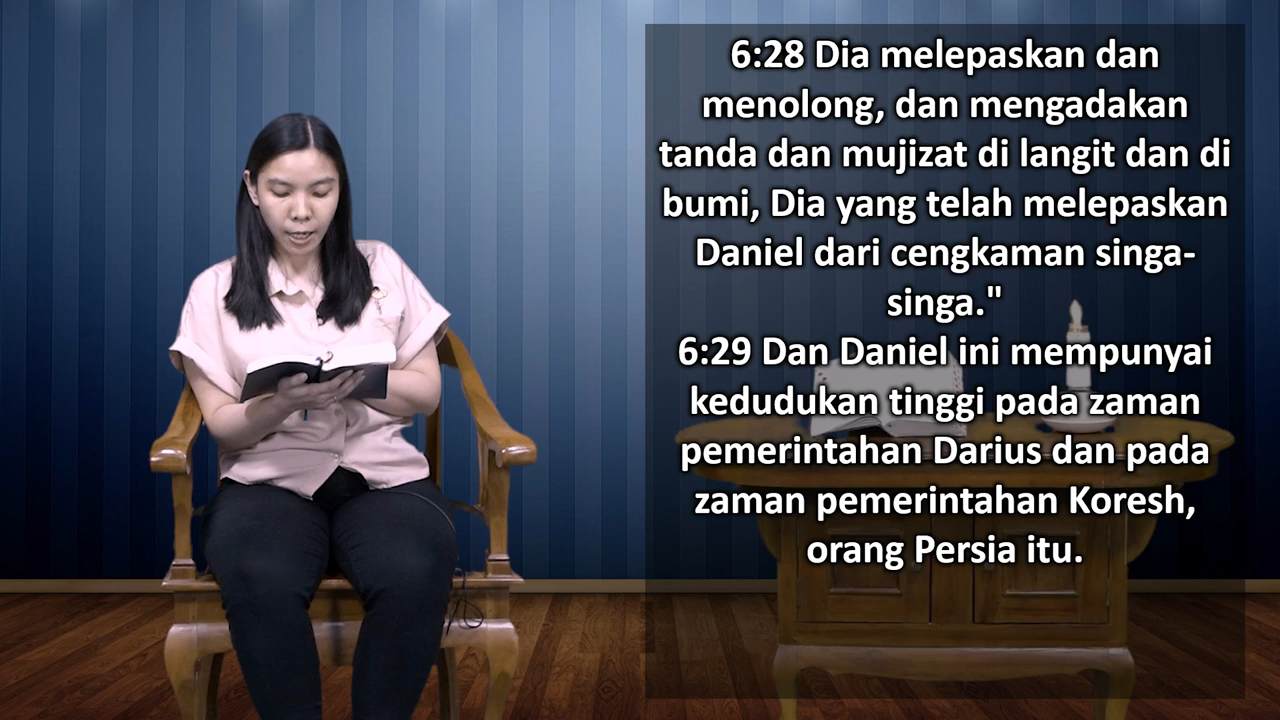 6:28 Dia melepaskan dan
menolong, dan mengadakan
tanda dan mujizat di langit dan di
bumi, Dia yang telah melepaskan
Daniel dari cengkaman singa-
singa."
6:29 Dan Daniel ini mempunyai
kedudukan tinggi pada zaman
pemerintahan Darius dan pada
zaman pemerintahan Koresh,
orang Persia itu.